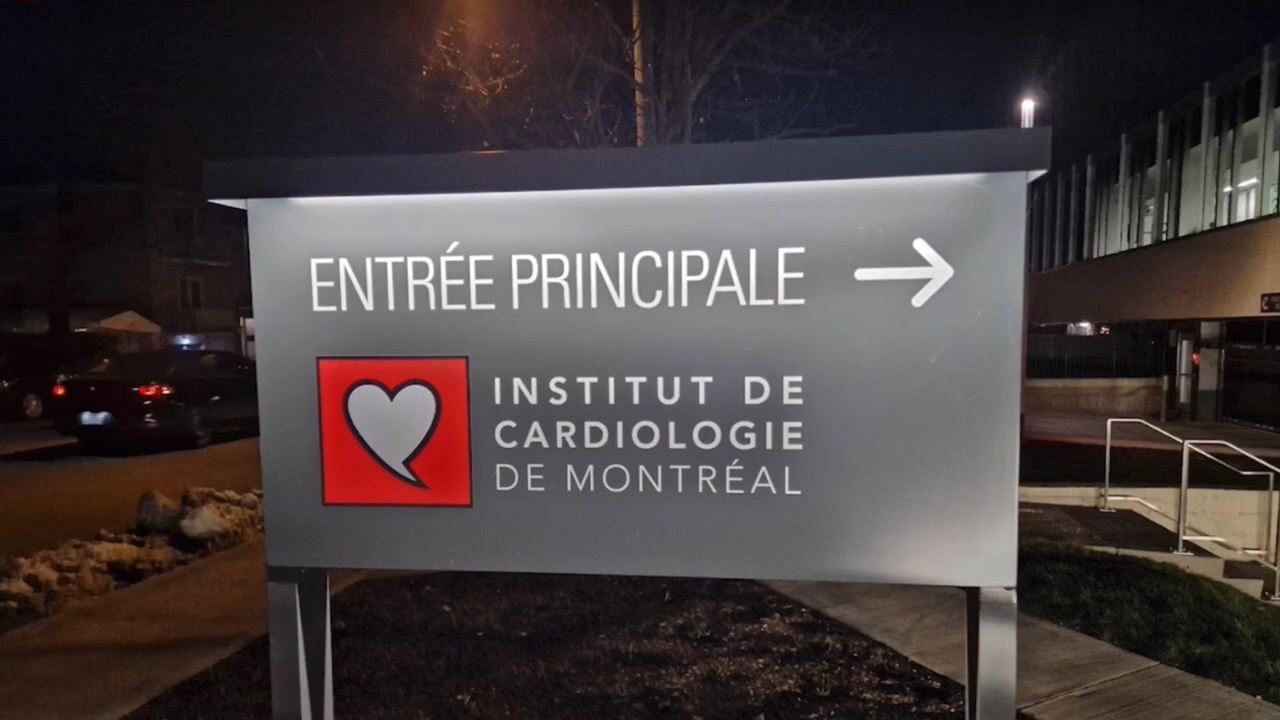 ENTRÉE PRINCIPALE →
INSTITUT DE
CARDIOLOGIE
DE MONTRÉAL